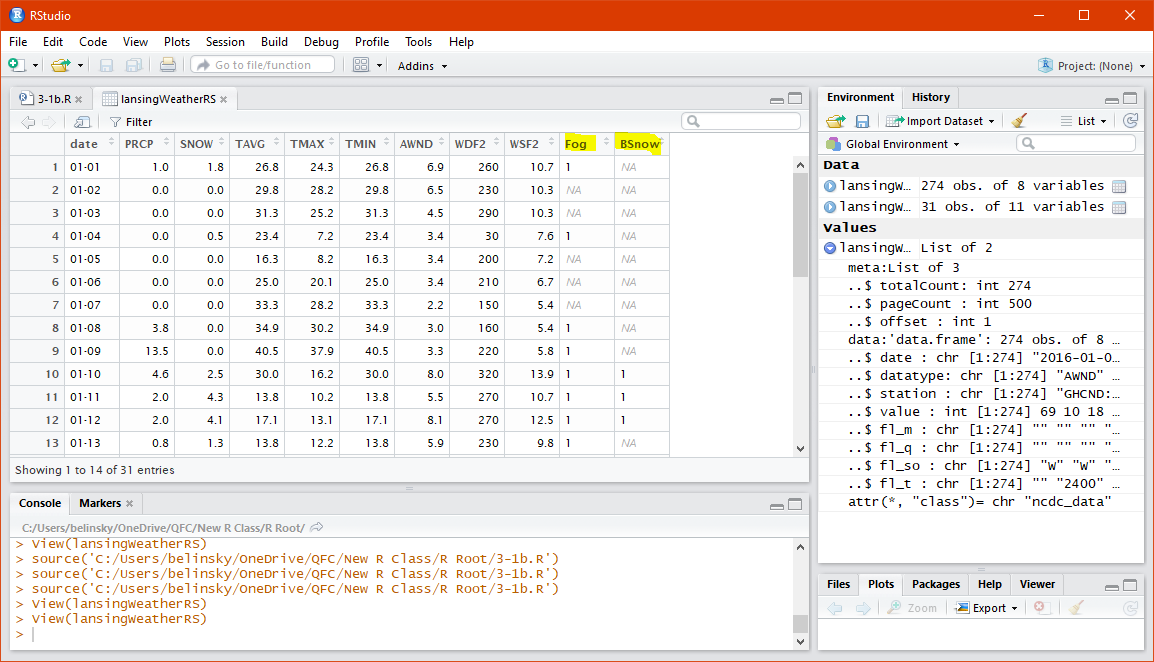 RStudio
File Edit Code View Plots Session Build Debug Profile Tools Help
Go to file/function Addins Project: (None)
3-1b.R lansingWeatherRS
Filter
date PRCP SNOW TAVG TMAX TMIN AWND WDF2 WSF2 Fog BSnow
1 01-01 1.0 1.8 26.8 24.3 26.8 6.9 260 10.7 1 NA
2 01-02 0.0 0.0 29.8 28.2 29.8 6.5 230 10.3 NA NA
3 01-03 0.0 0.0 31.3 25.2 31.3 4.5 290 10.3 NA NA
4 01-04 0.0 0.5 23.4 7.2 23.4 3.4 30 7.6 1 NA
5 01-05 0.0 0.0 16.3 8.2 16.3 3.4 200 7.2 NA NA
6 01-06 0.0 0.0 25.0 20.1 25.0 3.4 210 6.7 NA NA
7 01-07 0.0 0.0 33.3 28.2 33.3 2.2 150 5.4 NA NA
8 01-08 3.8 0.0 34.9 30.2 34.9 3.0 160 5.4 1 NA
9 01-09 13.5 0.0 40.5 37.9 40.5 3.3 220 5.8 1 NA
10 01-10 4.6 2.5 30.0 16.2 30.0 8.0 320 13.9 1 1
11 01-11 2.0 4.3 13.8 10.2 13.8 5.5 270 10.7 1 1
12 01-12 2.0 4.1 17.1 13.1 17.1 8.1 270 12.5 1 1
13 01-13 0.8 1.3 13.8 12.2 13.8 5.9 230 9.8 1 NA
Showing 1 to 14 of 31 entries
Console Markers
C:/Users/belinsky/OneDrive/QFC/New R Class/R Root/
> View(lansingWeatherRS)
> source('C:/Users/belinsky/OneDrive/QFC/New R Class/R Root/3-1b.R')
> source('C:/Users/belinsky/OneDrive/QFC/New R Class/R Root/3-1b.R')
> source('C:/Users/belinsky/OneDrive/QFC/New R Class/R Root/3-1b.R')
> View(lansingWeatherRS)
> View(lansingWeatherRS)
>
Environment History
Import Dataset List
Global Environment
Data
lansingW… 274 obs. of 8 variables
lansingW… 31 obs. of 11 variables
Values
lansingW… List of 2
meta:List of 3
..$ totalCount: int 274
..$ pageCount : int 500
..$ offset : int 1
data:'data.frame': 274 obs. of 8 …
..$ date : chr [1:274] "2016-01-0…
..$ datatype: chr [1:274] "AWND" …
..$ station : chr [1:274] "GHCND:…
..$ value : int [1:274] 69 10 18 …
..$ fl_m : chr [1:274] "" "" "" "…
..$ fl_q : chr [1:274] "" "" "" "…
..$ fl_so : chr [1:274] "W" "W" "…
..$ fl_t : chr [1:274] "" "2400" …
attr(*, "class")= chr "ncdc_data"
Files Plots Packages Help Viewer
Zoom Export